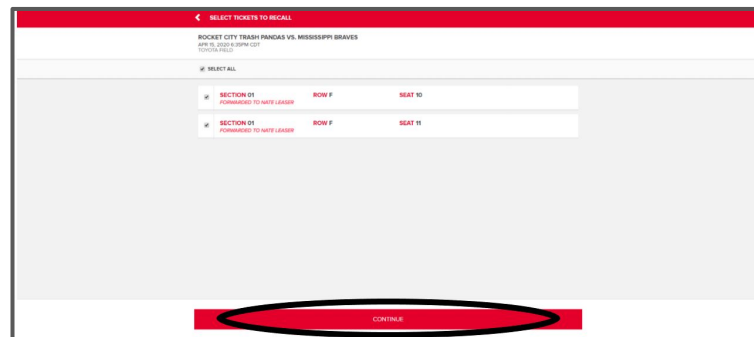 SELECT TICKETS TO RECALL
ROCKET CITY TRASH PANDAS VS. MISSISSIPPI BRAVES
APR 15, 2020 6:35PM CDT
TOYOTA FIELD
SELECT ALL
SECTION 01 ROW F SEAT 10
FORWARDED TO NATE LEASER
SECTION 01 ROW F SEAT 11
FORWARDED TO NATE LEASER
CONTINUE